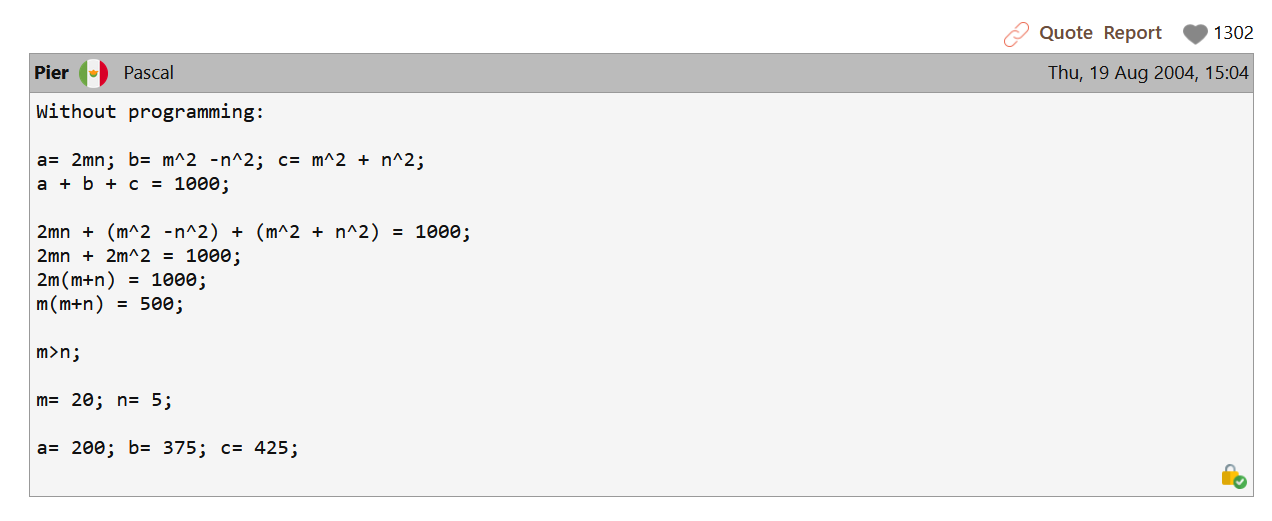 Quote Report 1302
Pier Pascal Thu, 19 Aug 2004, 15:04
Without programming:
a= 2mn; b= m^2 -n^2; c= m^2 + n^2;
a + b + c = 1000;
2mn + (m^2 -n^2) + (m^2 + n^2) = 1000;
2mn + 2m^2 = 1000;
2m(m+n) = 1000;
m(m+n) = 500;
m>n;
m= 20; n= 5;
a= 200; b= 375; c= 425;